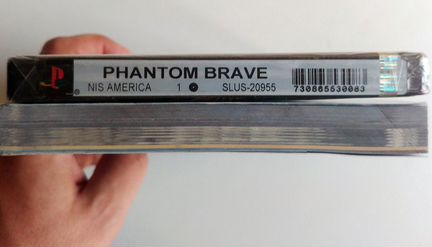 PHANTOM BRAVE
NIS AMERICA 1 SLUS-20955
730865530083